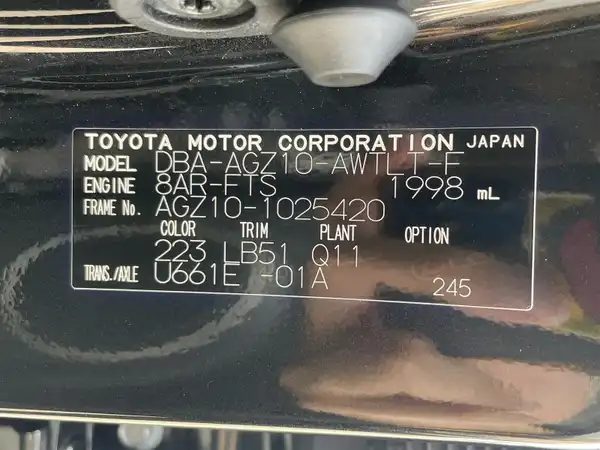 TOYOTA MOTOR CORPORATION JAPAN
MODEL DBA-AGZ10-AWTLT-F
ENGINE 8AR-FTS 1998 mL
FRAME No. AGZ10-1025420
COLOR TRIM PLANT OPTION
223 LB51 Q11
TRANS./AXLE U661E -01A 245